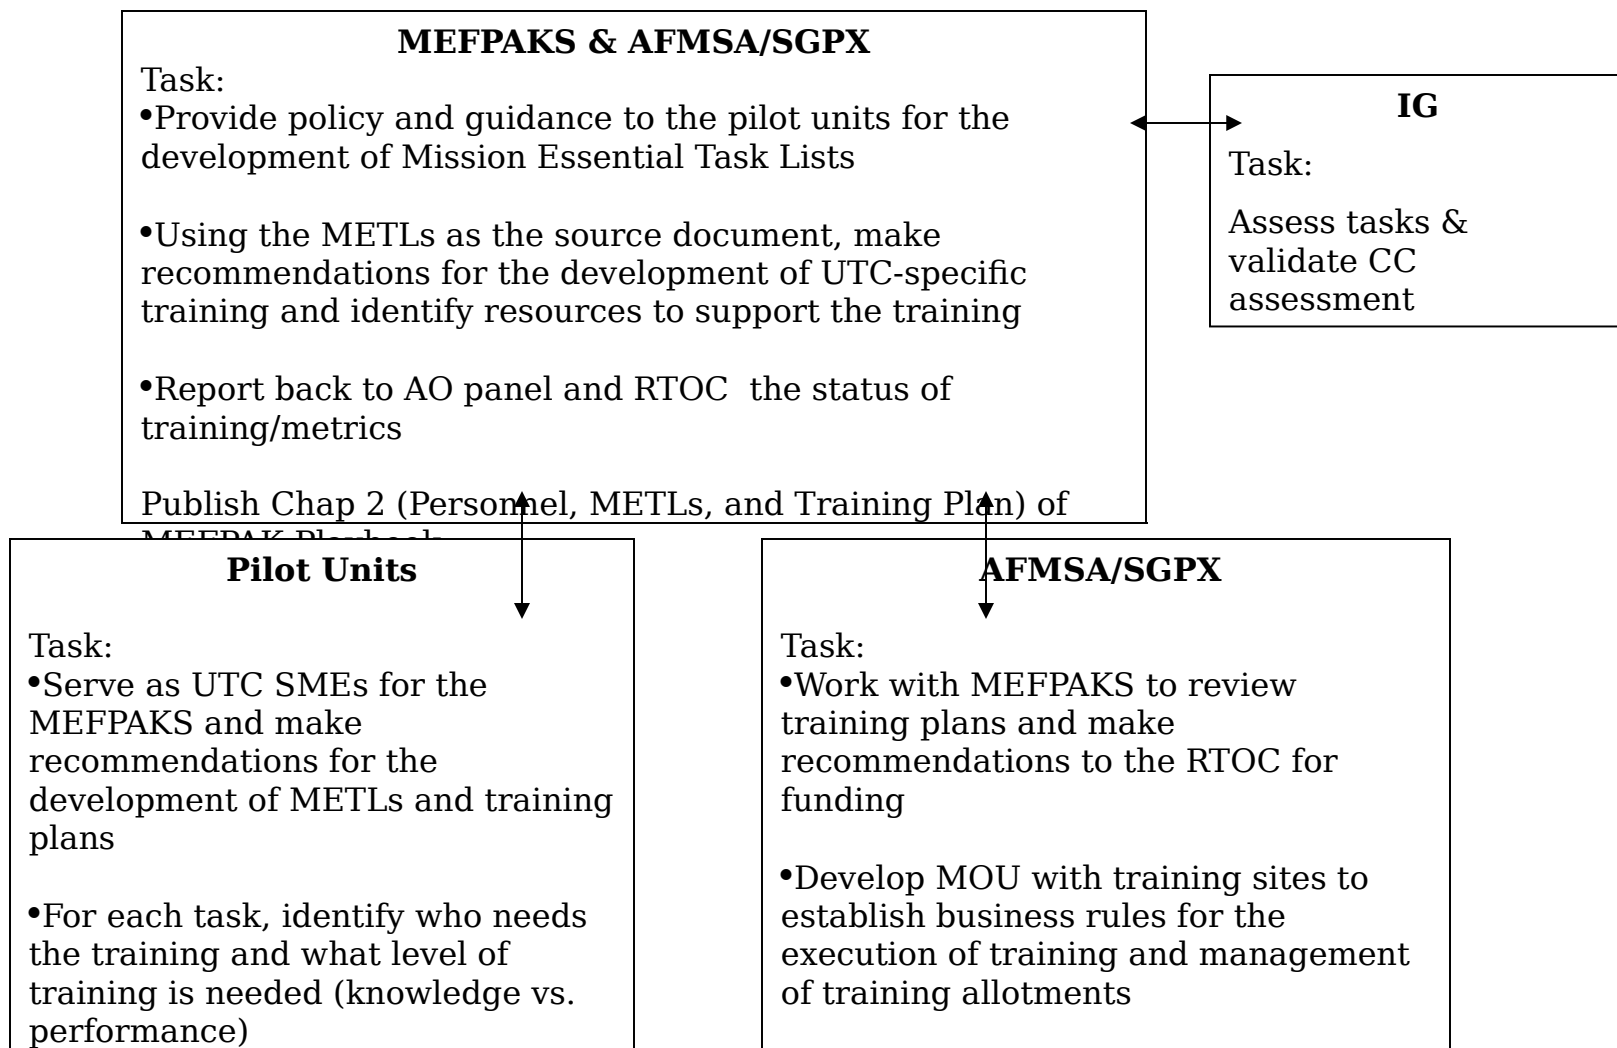 MEFPAKS & AFMSA/SGPX
Task:
•Provide policy and guidance to the pilot units for the
development of Mission Essential Task Lists
•Using the METLs as the source document, make
recommendations for the development of UTC-specific
training and identify resources to support the training
•Report back to AO panel and RTOC  the status of
training/metrics
Publish Chap 2 (Personnel, METLs, and Training Plan) of
MEFPAK Playbook
IG
Task:
Assess tasks &
validate CC
assessment
Pilot Units
Task:
•Serve as UTC SMEs for the
MEFPAKS and make
recommendations for the
development of METLs and training
plans
•For each task, identify who needs
the training and what level of
training is needed (knowledge vs.
performance)
AFMSA/SGPX
Task:
•Work with MEFPAKS to review
training plans and make
recommendations to the RTOC for
funding
•Develop MOU with training sites to
establish business rules for the
execution of training and management
of training allotments